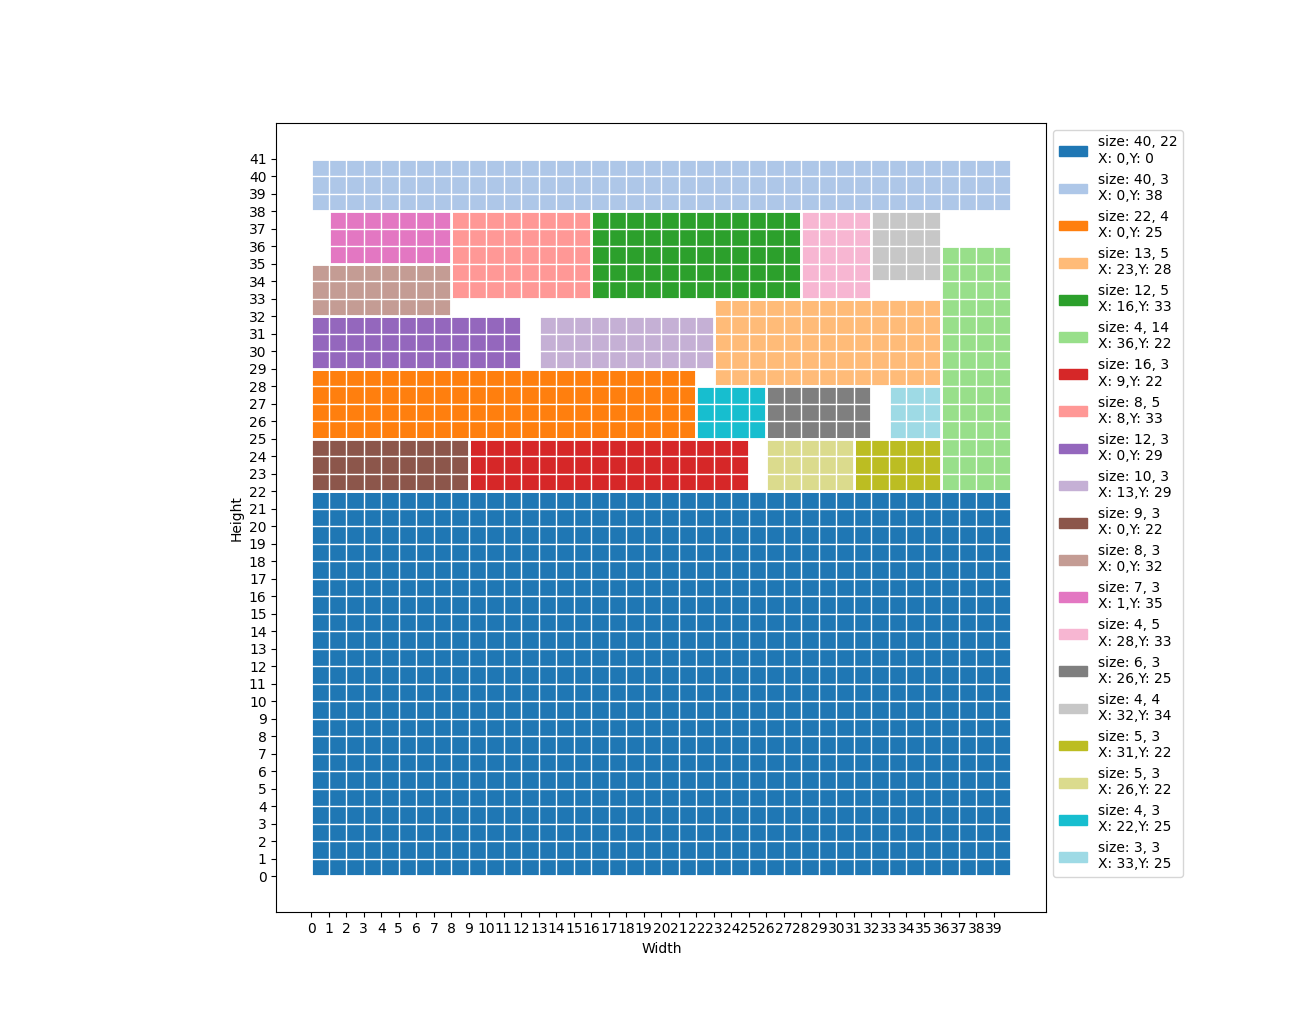 41
40
39
38
37
36
35
34
33
32
31
30
29
28
27
26
25
24
23
22
21
20
19
18
17
16
15
14
13
12
11
10
9
8
7
6
5
4
3
2
1
0
Height
0 1 2 3 4 5 6 7 8 9 10 11 12 13 14 15 16 17 18 19 20 21 22 23 24 25 26 27 28 29 30 31 32 33 34 35 36 37 38 39
Width
size: 40, 22
X: 0,Y: 0
size: 40, 3
X: 0,Y: 38
size: 22, 4
X: 0,Y: 25
size: 13, 5
X: 23,Y: 28
size: 12, 5
X: 16,Y: 33
size: 4, 14
X: 36,Y: 22
size: 16, 3
X: 9,Y: 22
size: 8, 5
X: 8,Y: 33
size: 12, 3
X: 0,Y: 29
size: 10, 3
X: 13,Y: 29
size: 9, 3
X: 0,Y: 22
size: 8, 3
X: 0,Y: 32
size: 7, 3
X: 1,Y: 35
size: 4, 5
X: 28,Y: 33
size: 6, 3
X: 26,Y: 25
size: 4, 4
X: 32,Y: 34
size: 5, 3
X: 31,Y: 22
size: 5, 3
X: 26,Y: 22
size: 4, 3
X: 22,Y: 25
size: 3, 3
X: 33,Y: 25